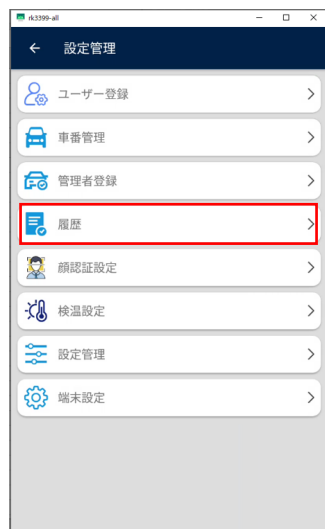 rk3399-all
設定管理
ユーザー登録
車番管理
管理者登録
履歴
顔認証設定
検温設定
設定管理
端末設定